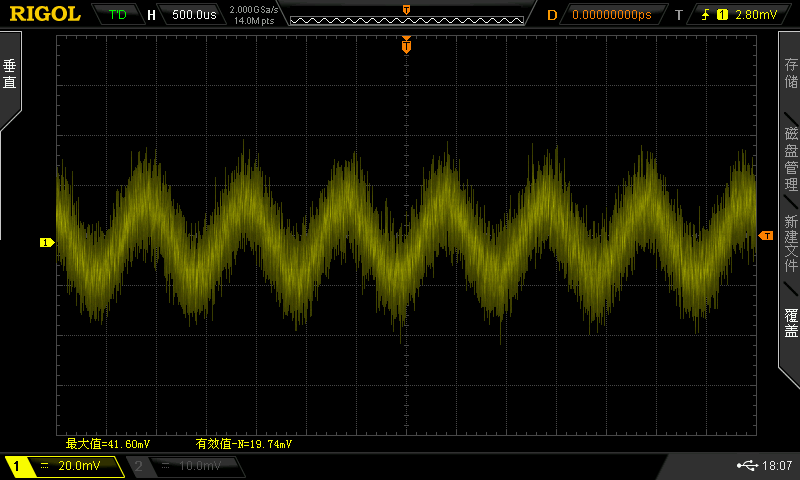 RIGOL T'D H 500.0us 2.000GSa/s D 0.00000000ps T 1 2.80mV
14.0M pts
T
T
垂直
存储
磁盘管理
新建文件
覆盖
1
T
最大值=41.60mV 有效值-N=19.74mV
1 20.0mV 2 10.0mV 18:07